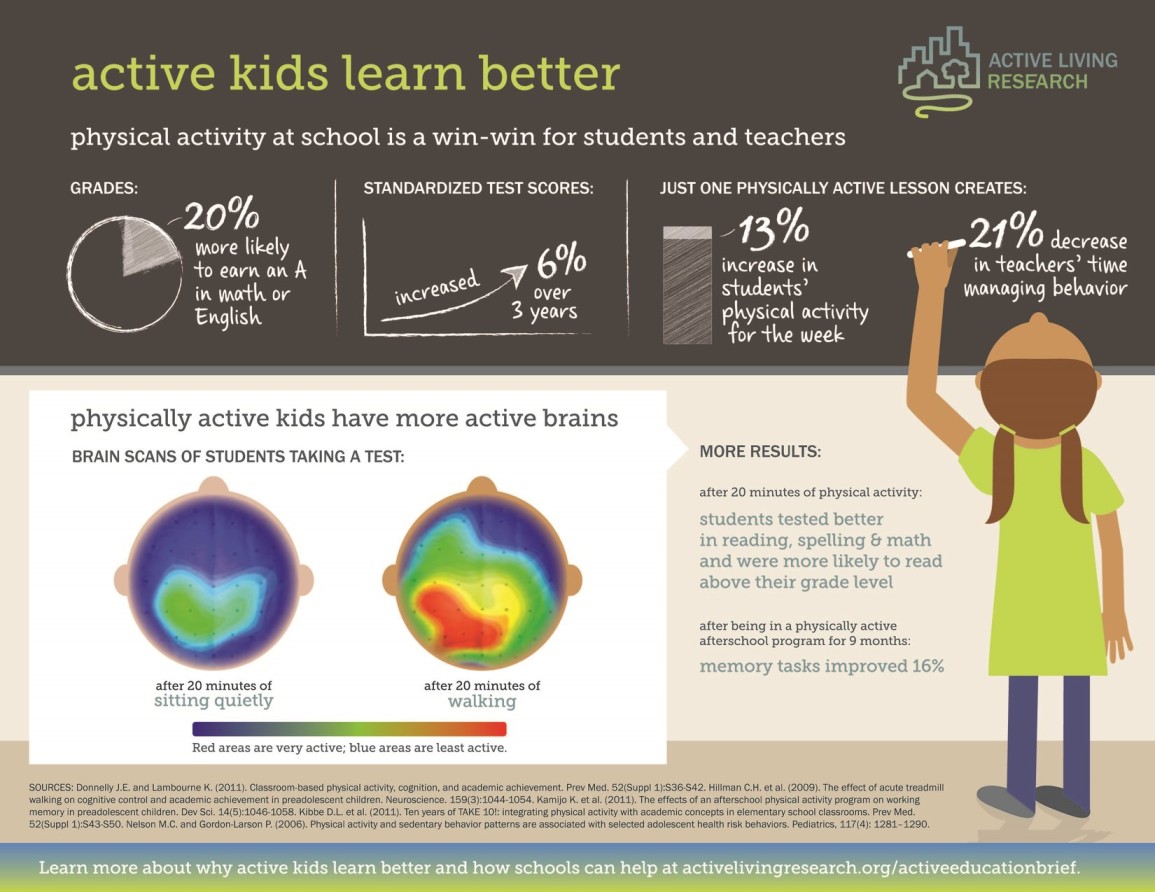 active kids learn better
ACTIVE LIVING
RESEARCH
physical activity at school is a win-win for students and teachers
GRADES:
20%
more likely
to earn an A
in math or
English
STANDARDIZED TEST SCORES:
increased
6%
over
3 years
JUST ONE PHYSICALLY ACTIVE LESSON CREATES:
13%
increase in
students’
physical activity
for the week
21% decrease
in teachers’ time
managing behavior
physically active kids have more active brains
BRAIN SCANS OF STUDENTS TAKING A TEST:
after 20 minutes of
sitting quietly
after 20 minutes of
walking
Red areas are very active; blue areas are least active.
MORE RESULTS:
after 20 minutes of physical activity:
students tested better
in reading, spelling & math
and were more likely to read
above their grade level
after being in a physically active
afterschool program for 9 months:
memory tasks improved 16%
SOURCES: Donnelly J.E. and Lambourne K. (2011). Classroom-based physical activity, cognition, and academic achievement. Prev Med. 52(Suppl 1):S36-S42. Hillman C.H. et al. (2009). The effect of acute treadmill
walking on cognitive control and academic achievement in preadolescent children. Neuroscience. 159(3):1044-1054. Kamijo K. et al. (2011). The effects of an afterschool physical activity program on working
memory in preadolescent children. Dev Sci. 14(5):1046-1058. Kibbe D.L. et al. (2011). Ten years of TAKE 10!: integrating physical activity with academic concepts in elementary school classrooms. Prev Med.
52(Suppl 1):S43-S50. Nelson M.C. and Gordon-Larson P. (2006). Physical activity and sedentary behavior patterns are associated with selected adolescent health risk behaviors. Pediatrics, 117(4): 1281–1290.
Learn more about why active kids learn better and how schools can help at activelivingresearch.org/activeeducationbrief.